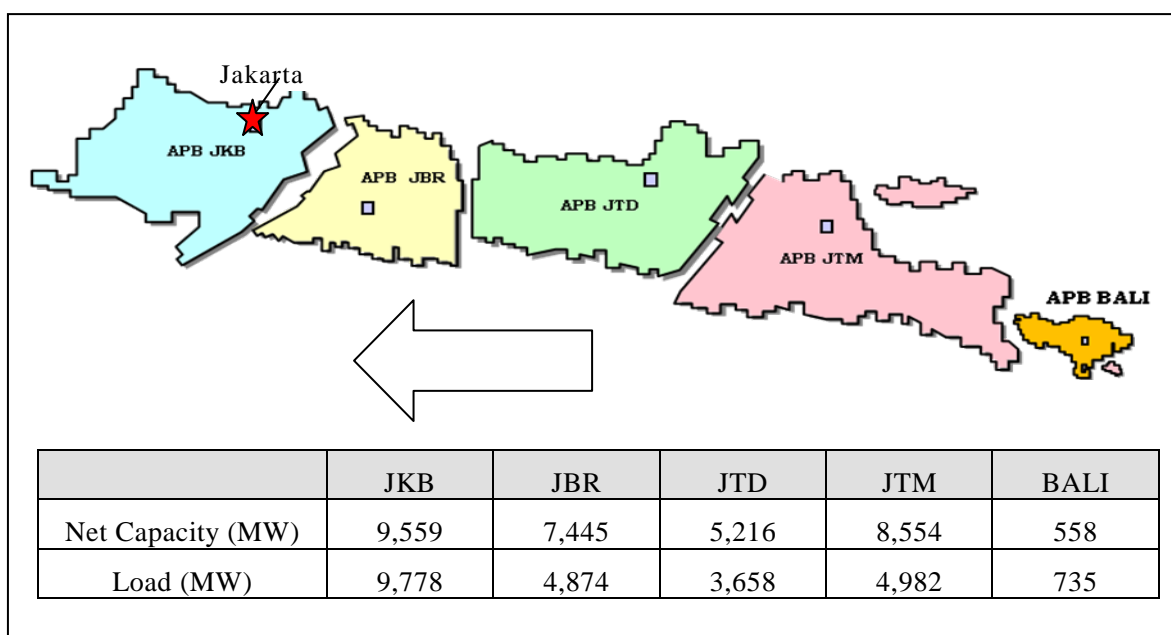 Jakarta
APB JKB
APB JBR
APB JTD
APB JTM
APB BALI
JKB JBR JTD JTM BALI
Net Capacity (MW) 9,559 7,445 5,216 8,554 558
Load (MW) 9,778 4,874 3,658 4,982 735